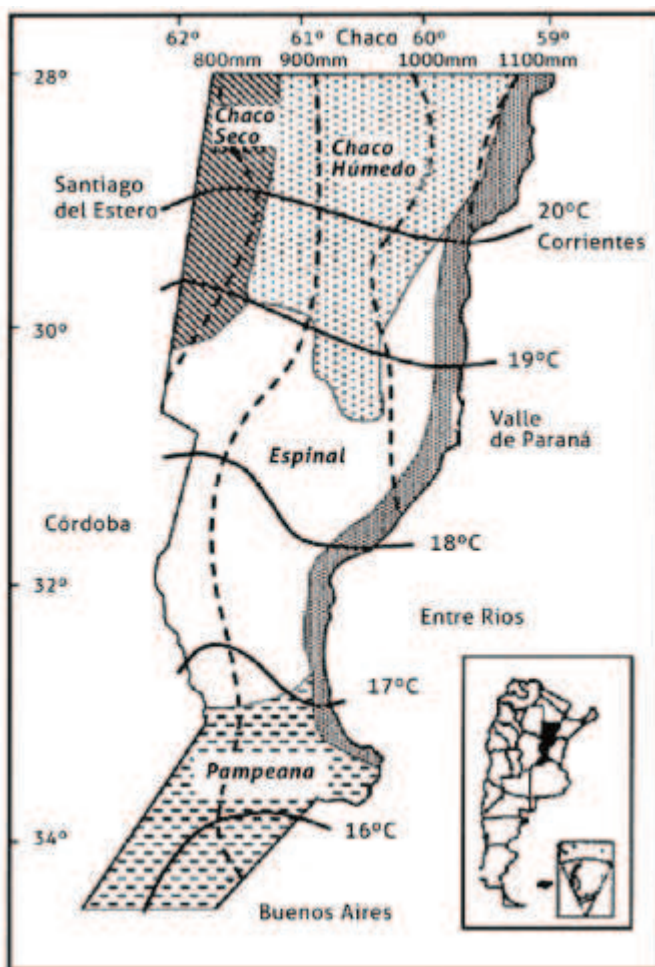 62º 61º Chaco 60º 59º
800mm 900mm 1000mm 1100mm
28º
Chaco
Seco
Chaco
Húmedo
Santiago
del Estero
20ºC
Corrientes
30º
19ºC
Valle
de Paraná
Espinal
Córdoba
18ºC
32º
Entre Rios
17ºC
Pampeana
34º
16ºC
Buenos Aires